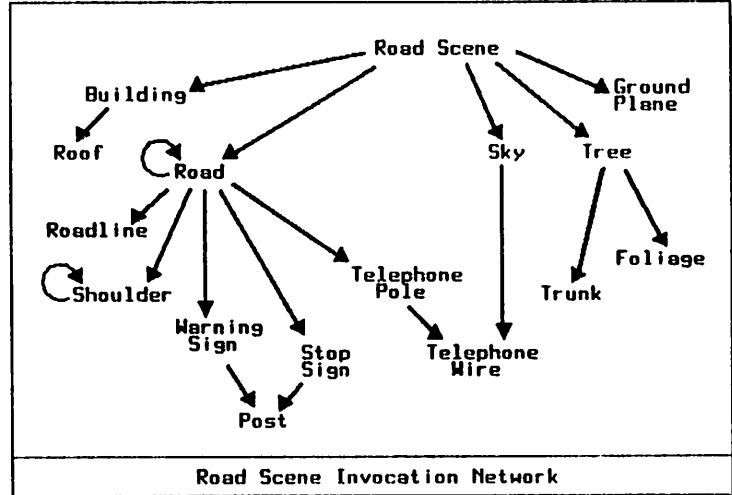 Road Scene
Building
Ground
Plane
Roof
Road
Sky
Tree
Roadline
Shoulder
Telephone
Pole
Foliage
Trunk
Warning
Sign
Stop
Sign
Telephone
Wire
Post
Road Scene Invocation Network